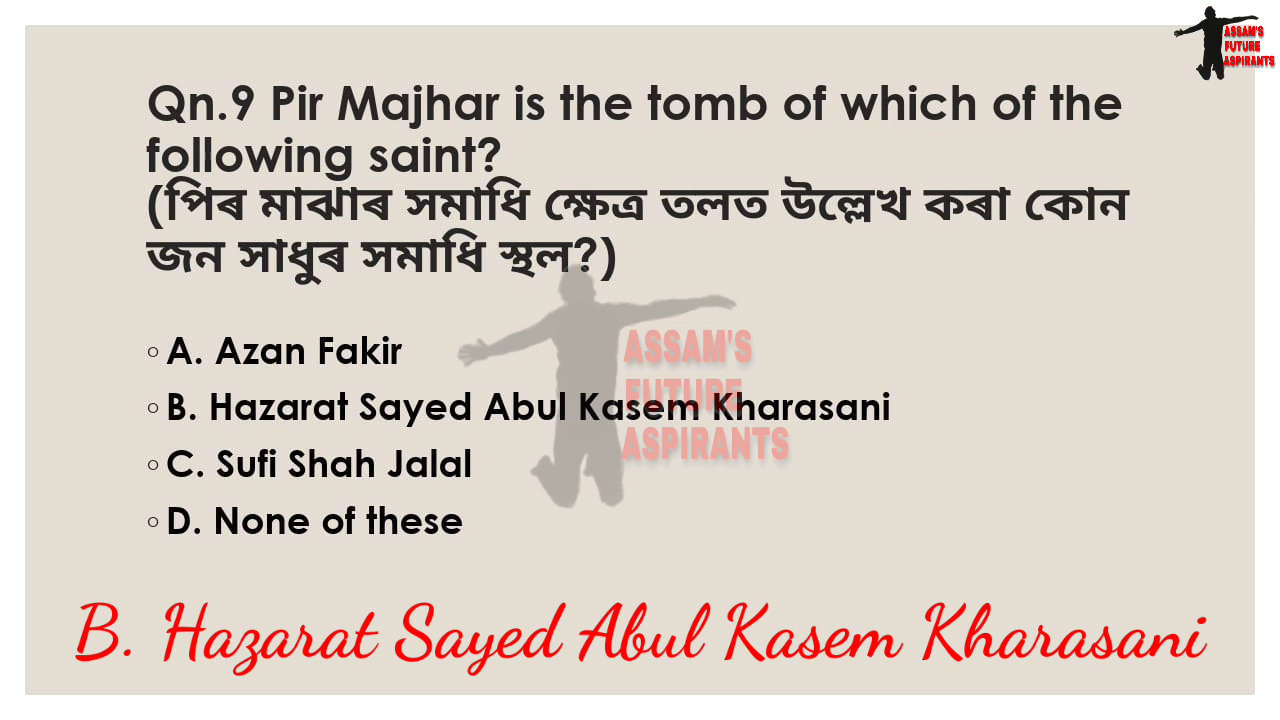 ASSAM'S
FUTURE
ASPIRANTS
Qn.9 Pir Majhar is the tomb of which of the
following saint?
(পিৰ মাঝাৰ সমাধি ক্ষেত্ৰ তলত উল্লেখ কৰা কোন
জন সাধুৰ সমাধি স্থল?)
A. Azan Fakir
B. Hazarat Sayed Abul Kasem Kharasani
C. Sufi Shah Jalal
D. None of these
ASSAM'S
FUTURE
ASPIRANTS
B. Hazarat Sayed Abul Kasem Kharasani